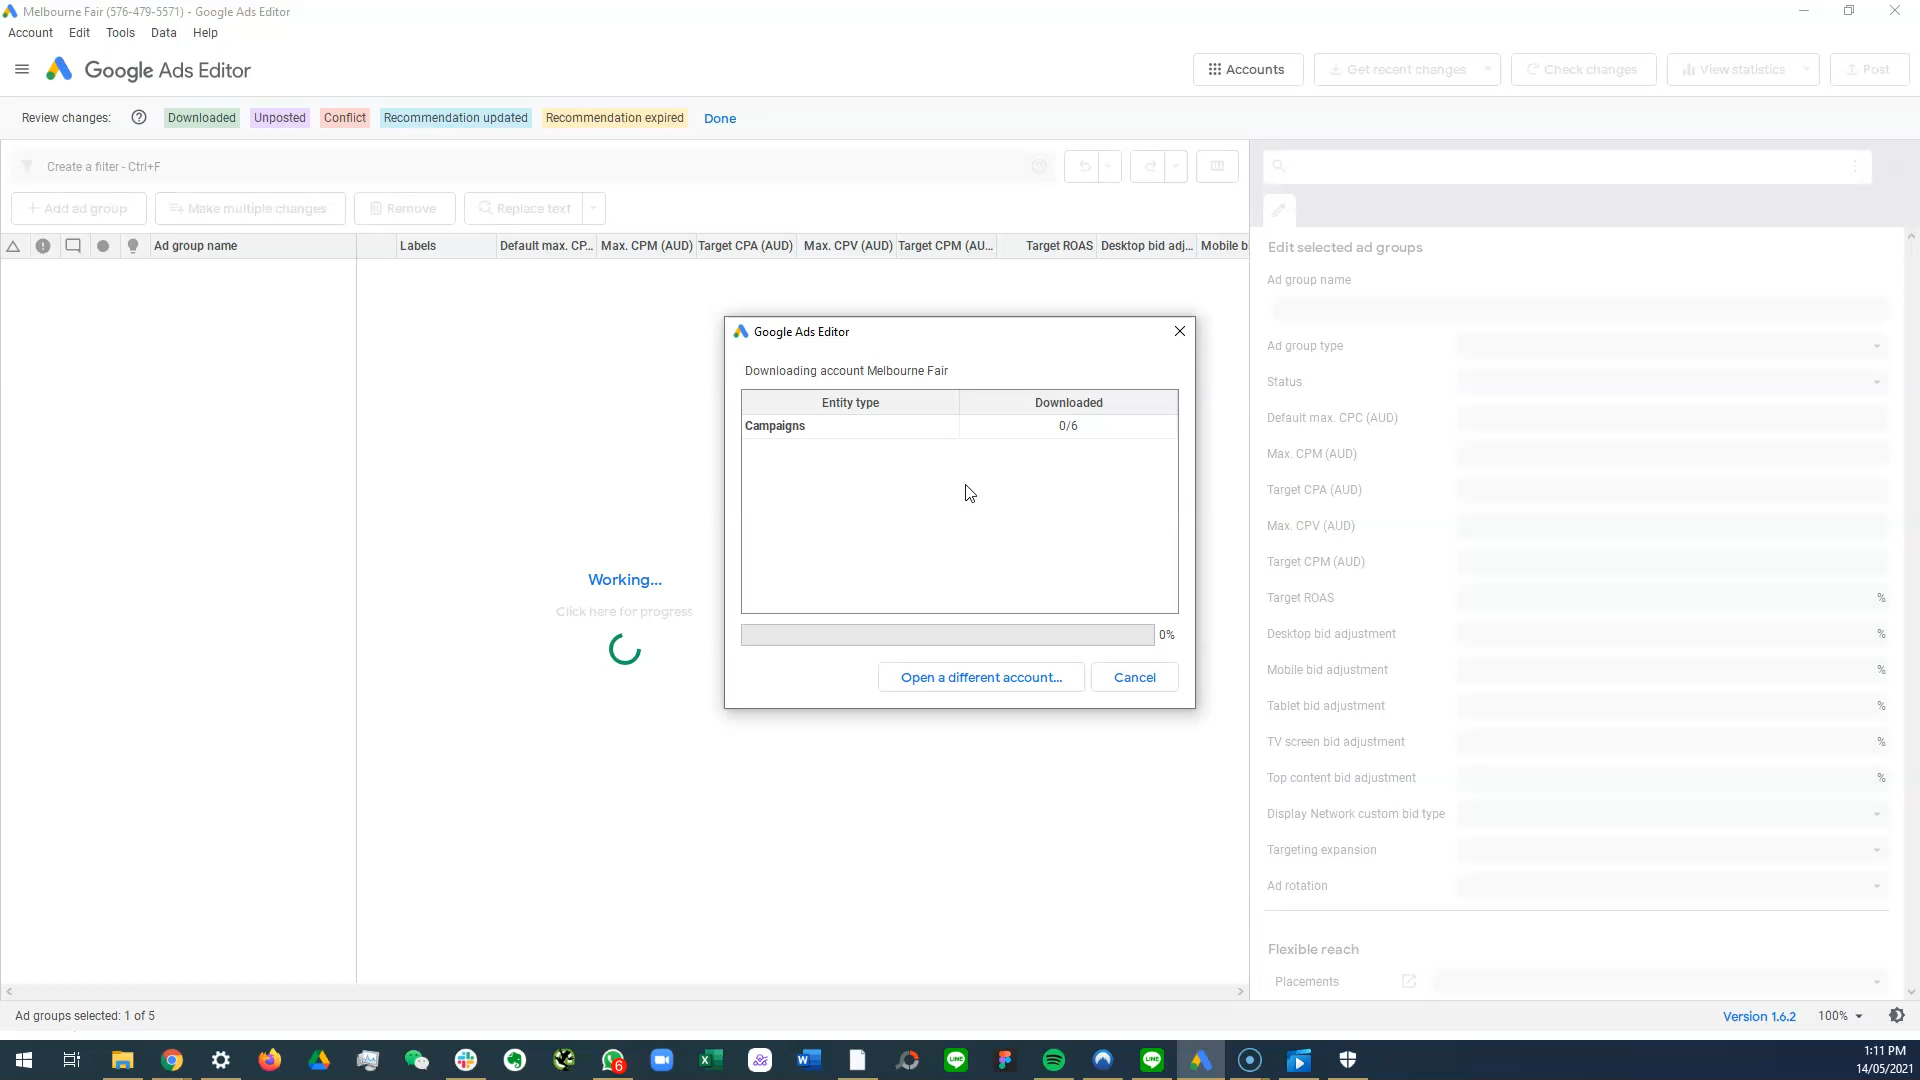 Melbourne Fair (576-479-5571) - Google Ads Editor
Account Edit Tools Data Help
Google Ads Editor
Accounts
Get recent changes
Check changes
View statistics
Post
Review changes:
Downloaded
Unposted
Conflict
Recommendation updated
Recommendation expired
Done
Create a filter - Ctrl+F
Add ad group
Make multiple changes
Remove
Replace text
Ad group name
Labels
Default max. CP...
Max. CPM (AUD)
Target CPA (AUD)
Max. CPV (AUD)
Target CPM (AU...
Target ROAS
Desktop bid adj...
Mobile b
Google Ads Editor
Downloading account Melbourne Fair
Entity type
Downloaded
Campaigns
0/6
0%
Open a different account...
Cancel
Working...
Click here for progress
Edit selected ad groups
Ad group name
Ad group type
Status
Default max. CPC (AUD)
Max. CPM (AUD)
Target CPA (AUD)
Max. CPV (AUD)
Target CPM (AUD)
Target ROAS %
Desktop bid adjustment %
Mobile bid adjustment %
Tablet bid adjustment %
TV screen bid adjustment %
Top content bid adjustment %
Display Network custom bid type
Targeting expansion
Ad rotation
Flexible reach
Placements
Ad groups selected: 1 of 5
Version 1.6.2
100%
6
LINE
LINE
1:11 PM
14/05/2021